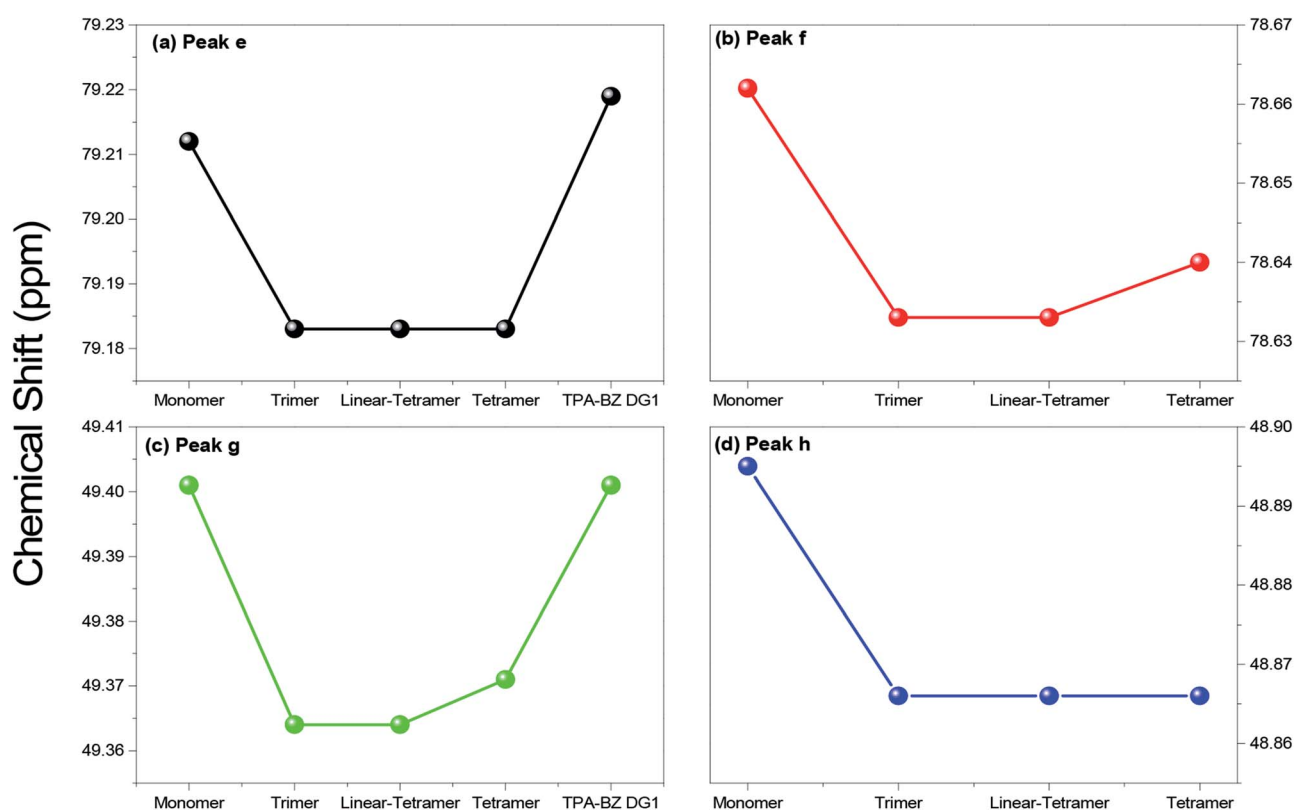 Chemical Shift (ppm)
(a) Peak e
79.23
79.22
79.21
79.20
79.19
79.18
Monomer Trimer Linear-Tetramer Tetramer TPA-BZ DG1
(b) Peak f
78.67
78.66
78.65
78.64
78.63
Monomer Trimer Linear-Tetramer Tetramer
(c) Peak g
49.41
49.40
49.39
49.38
49.37
49.36
Monomer Trimer Linear-Tetramer Tetramer TPA-BZ DG1
(d) Peak h
48.90
48.89
48.88
48.87
48.86
Monomer Trimer Linear-Tetramer Tetramer